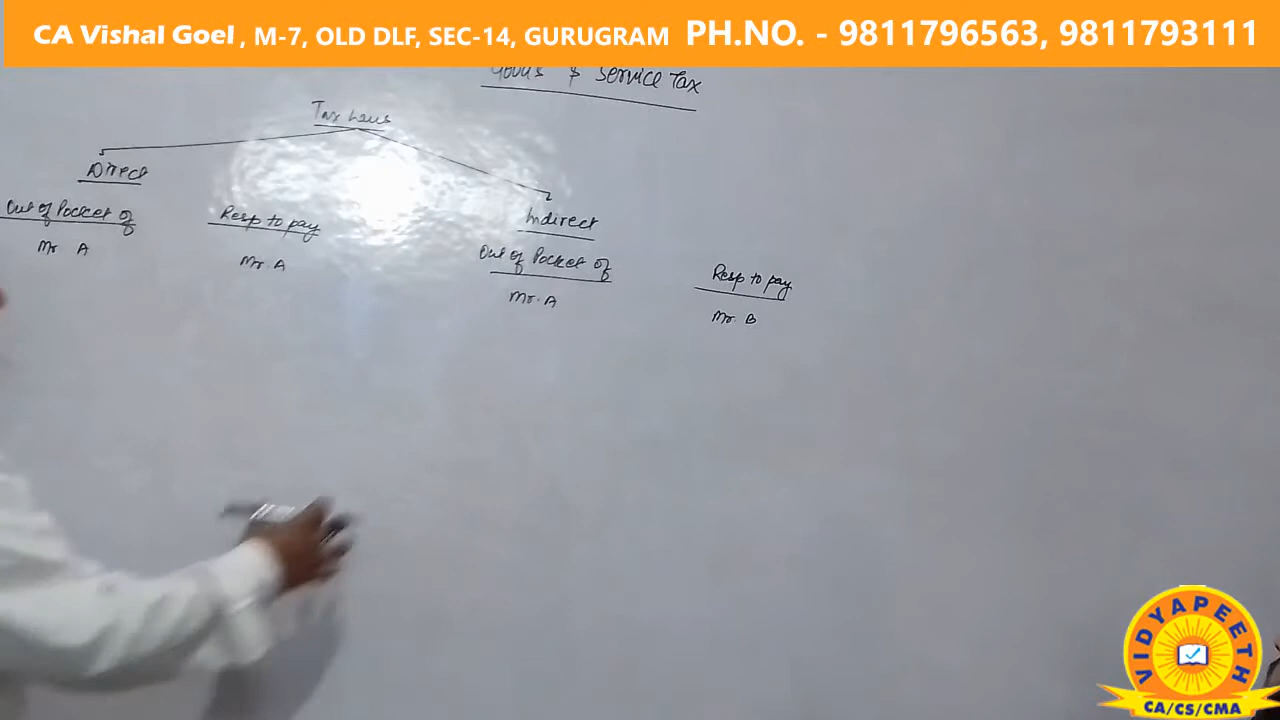 CA Vishal Goel , M-7, OLD DLF, SEC-14, GURUGRAM PH.NO. - 9811796563, 9811793111
Goods & Service Tax
Tax Laws
Direct
Indirect
Out of Pocket of Resp to pay
Mr A Mr. A
Out of Pocket of Resp to pay
Mr. A Mr. B
VIDYAPEETH
CA/CS/CMA